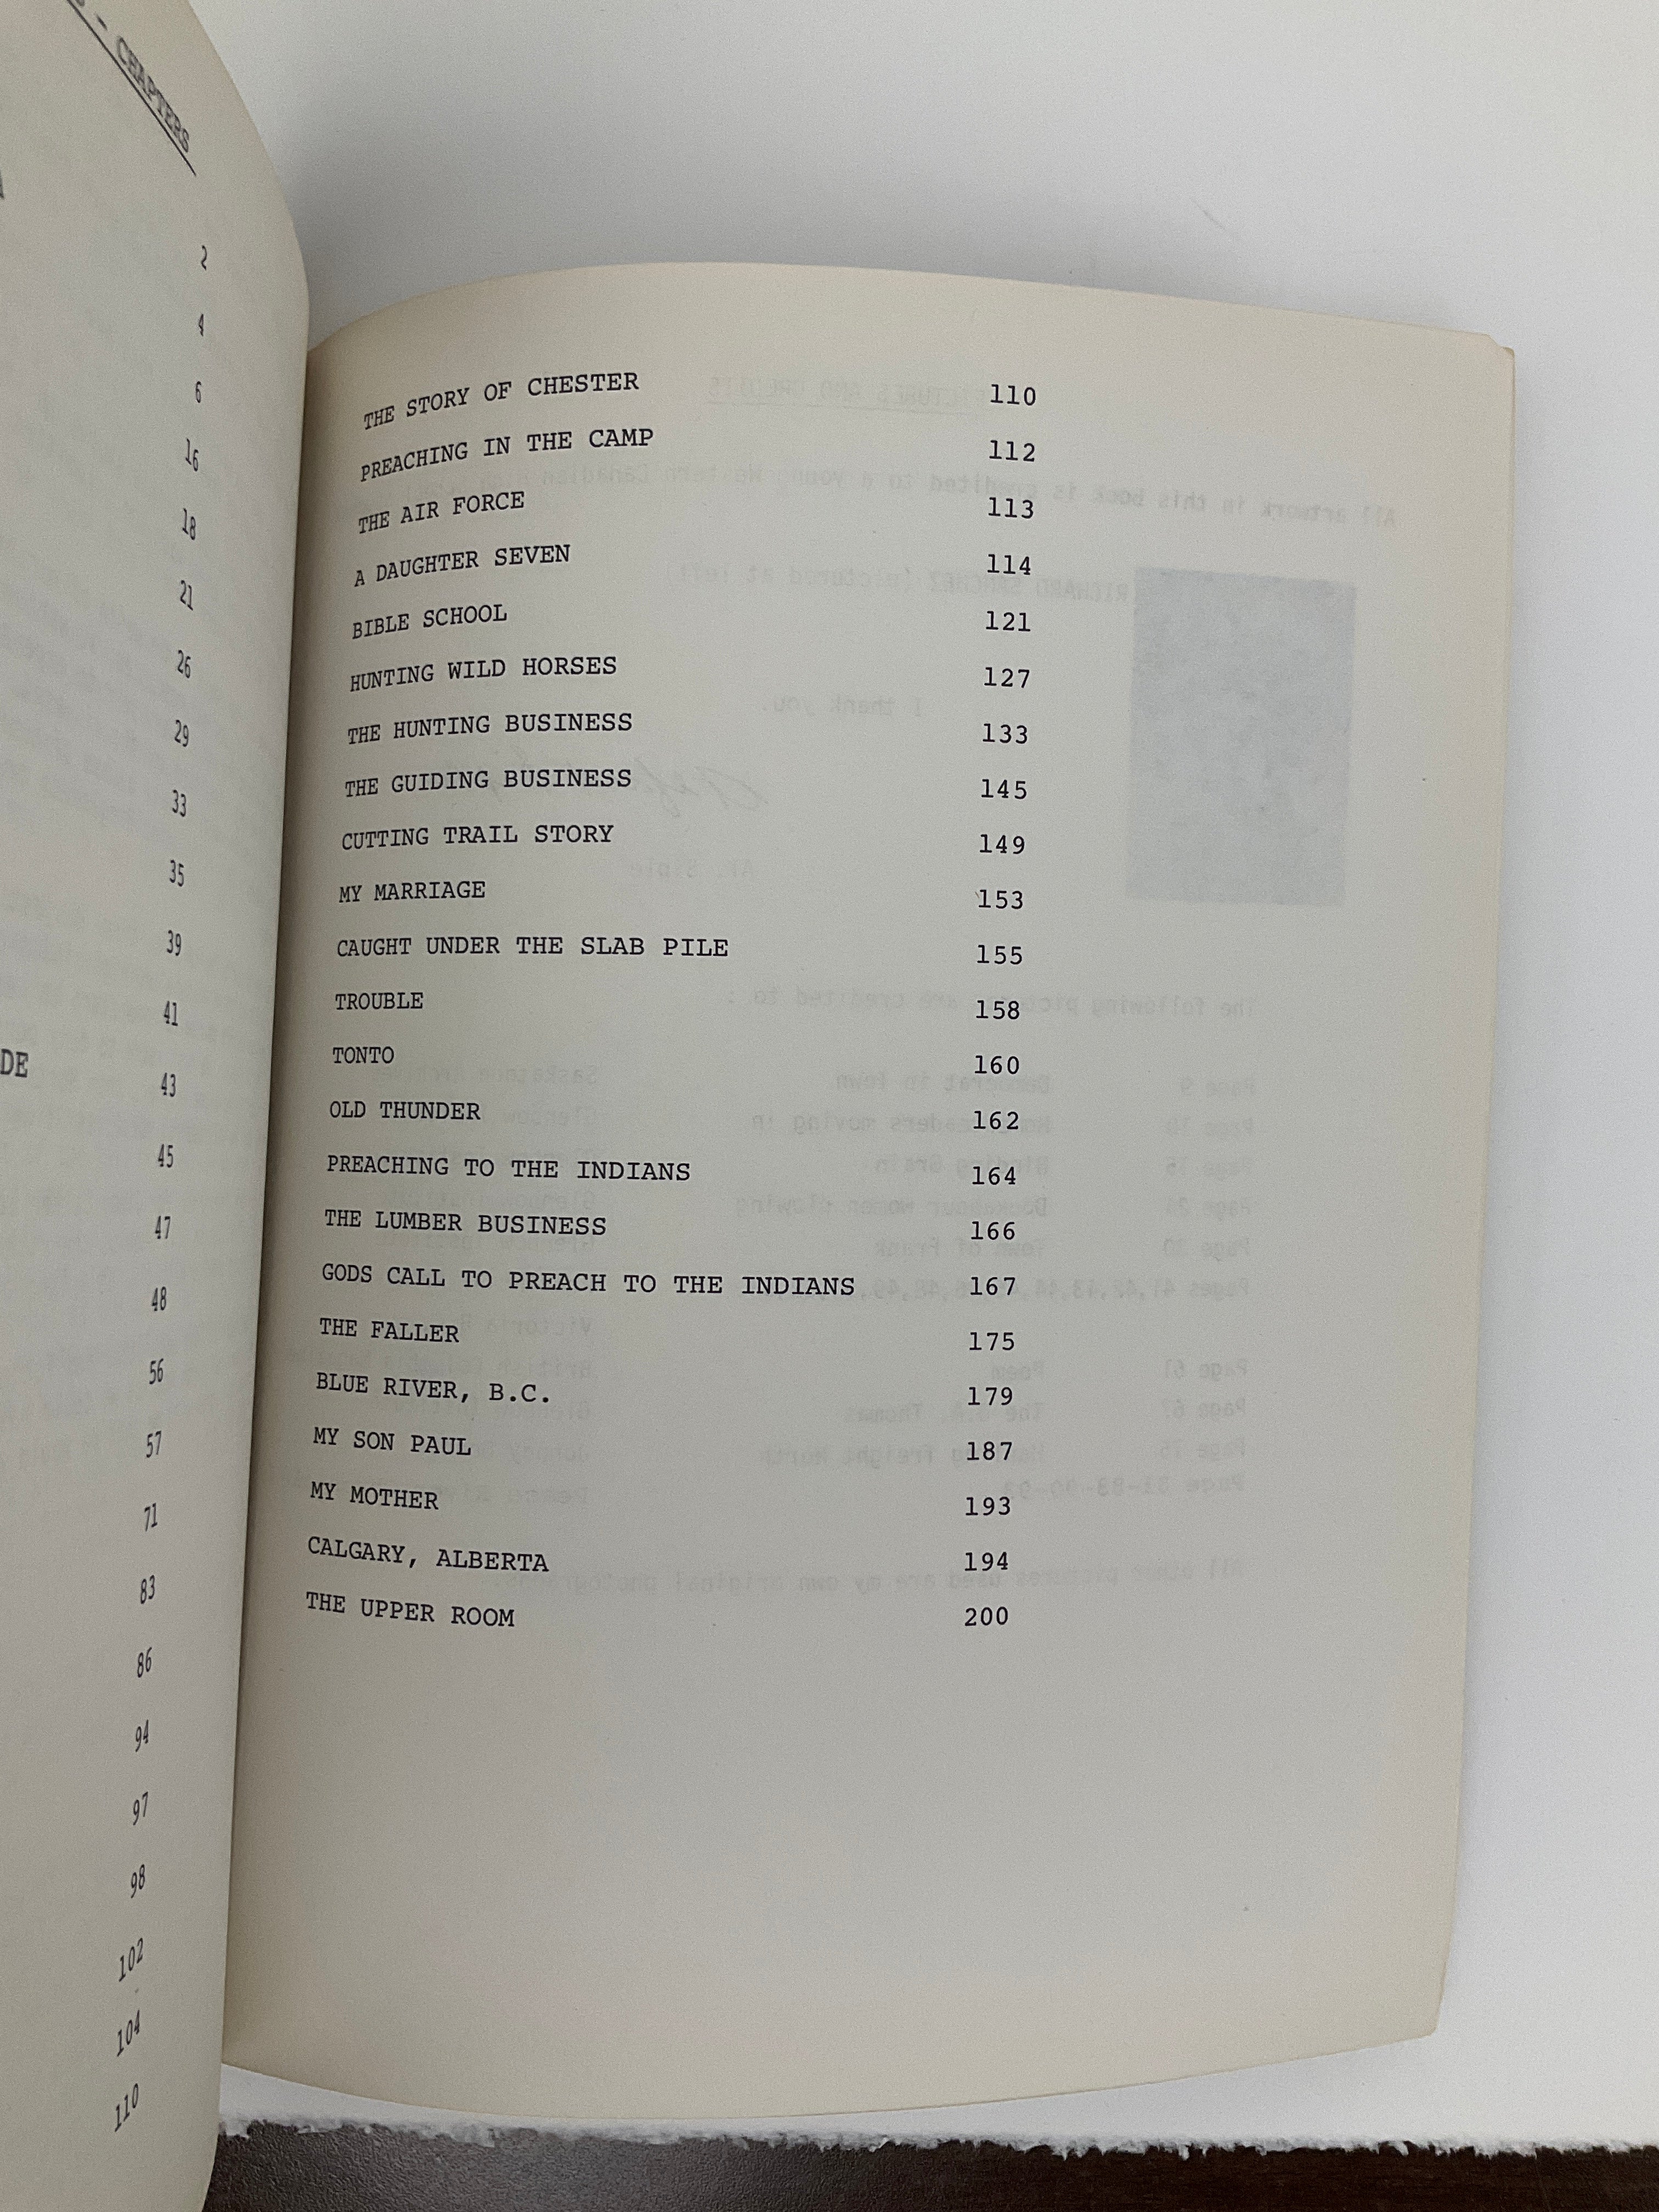 - CHAPTERS
2
4
6
16
18
21
26
29
33
35
39
41
DE
43
45
47
48
56
57
71
83
86
94
97
98
102
104
110
THE STORY OF CHESTER 110
PREACHING IN THE CAMP 112
THE AIR FORCE 113
A DAUGHTER SEVEN 114
BIBLE SCHOOL 121
HUNTING WILD HORSES 127
THE HUNTING BUSINESS 133
THE GUIDING BUSINESS 145
CUTTING TRAIL STORY 149
MY MARRIAGE 153
CAUGHT UNDER THE SLAB PILE 155
TROUBLE 158
TONTO 160
OLD THUNDER 162
PREACHING TO THE INDIANS 164
THE LUMBER BUSINESS 166
GODS CALL TO PREACH TO THE INDIANS 167
THE FALLER 175
BLUE RIVER, B.C. 179
MY SON PAUL 187
MY MOTHER 193
CALGARY, ALBERTA 194
THE UPPER ROOM 200